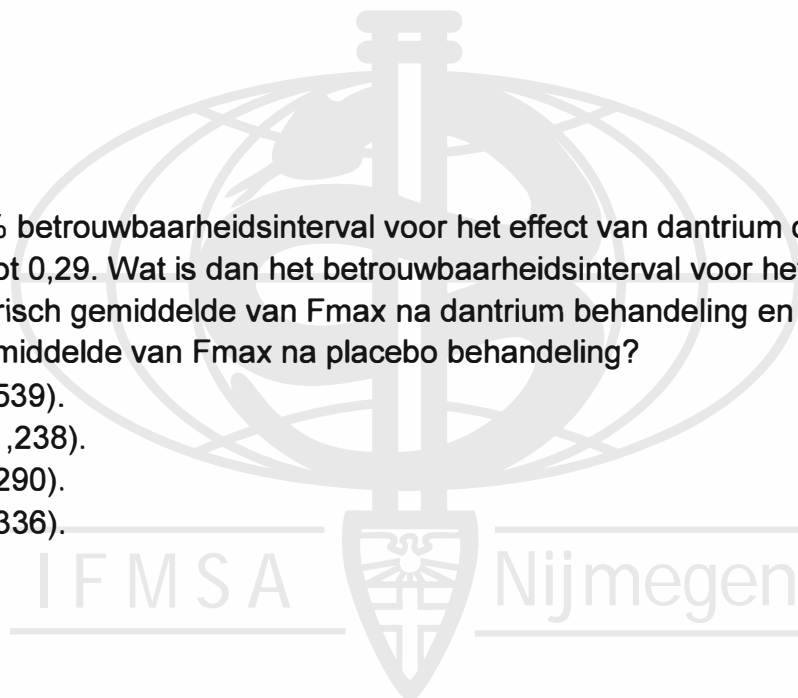 % betrouwbaarheidsinterval voor het effect van dantrium
ot 0,29. Wat is dan het betrouwbaarheidsinterval voor he
risch gemiddelde van Fmax na dantrium behandeling en
middelde van Fmax na placebo behandeling?
539).
,238).
290).
336).
IFMSA Nijmegen